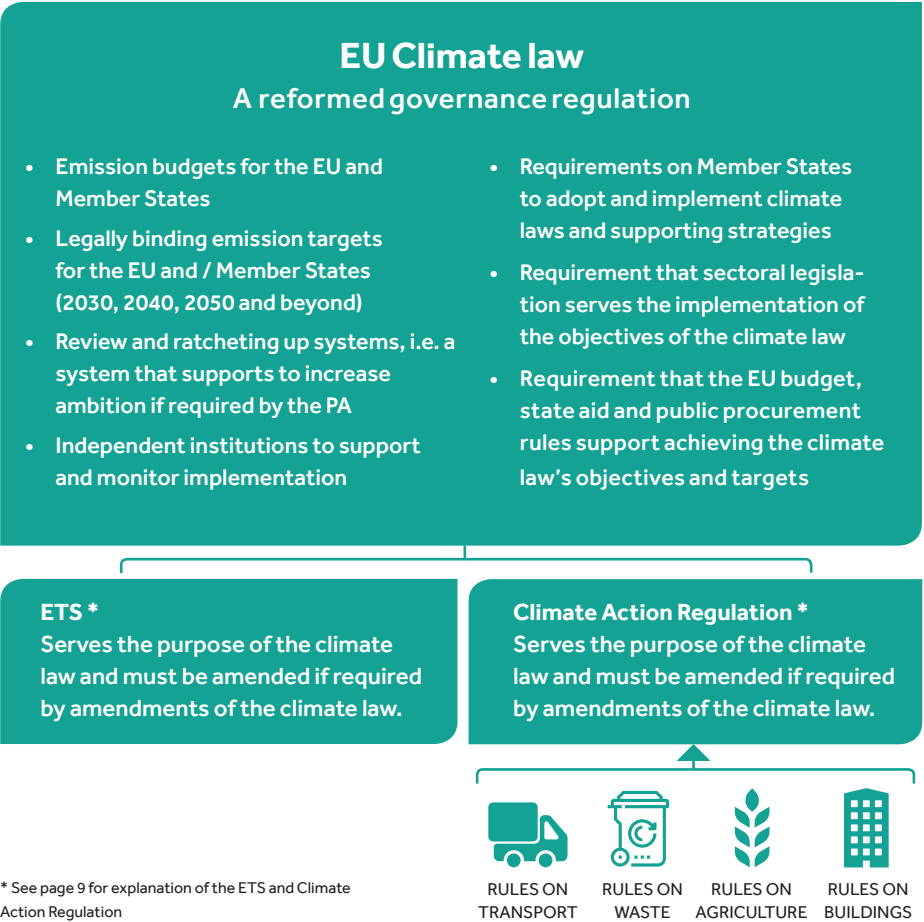 EU Climate law
A reformed governance regulation
• Emission budgets for the EU and
Member States
• Legally binding emission targets
for the EU and / Member States
(2030, 2040, 2050 and beyond)
• Review and ratcheting up systems, i.e. a
system that supports to increase
ambition if required by the PA
• Independent institutions to support
and monitor implementation
• Requirements on Member States
to adopt and implement climate
laws and supporting strategies
• Requirement that sectoral legisla-
tion serves the implementation of
the objectives of the climate law
• Requirement that the EU budget,
state aid and public procurement
rules support achieving the climate
law's objectives and targets
ETS *
Serves the purpose of the climate
law and must be amended if required
by amendments of the climate law.
Climate Action Regulation *
Serves the purpose of the climate
law and must be amended if required
by amendments of the climate law.
RULES ON
TRANSPORT
RULES ON
WASTE
RULES ON
AGRICULTURE
RULES ON
BUILDINGS
* See page 9 for explanation of the ETS and Climate
Action Regulation